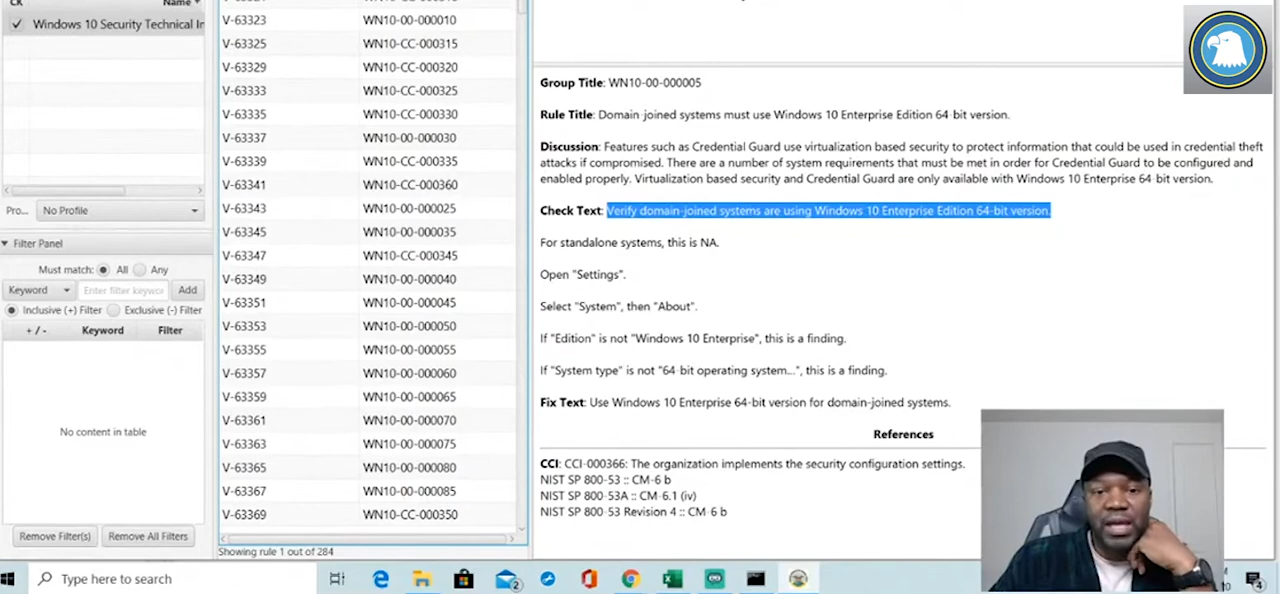 CK
Name
Windows 10 Security Technical In
Pro... No Profile
Filter Panel
Must match: All Any
Keyword Enter filter keywor Add
Inclusive (+) Filter Exclusive (-) Filter
+ / - Keyword Filter
No content in table
Remove Filter(s) Remove All Filters
V-63323 WN10-00-000010
V-63325 WN10-CC-000315
V-63329 WN10-CC-000320
V-63333 WN10-CC-000325
V-63335 WN10-CC-000330
V-63337 WN10-00-000030
V-63339 WN10-CC-000335
V-63341 WN10-CC-000360
V-63343 WN10-00-000025
V-63345 WN10-00-000035
V-63347 WN10-CC-000345
V-63349 WN10-00-000040
V-63351 WN10-00-000045
V-63353 WN10-00-000050
V-63355 WN10-00-000055
V-63357 WN10-00-000060
V-63359 WN10-00-000065
V-63361 WN10-00-000070
V-63363 WN10-00-000075
V-63365 WN10-00-000080
V-63367 WN10-00-000085
V-63369 WN10-CC-000350
Showing rule 1 out of 284
Group Title: WN10-00-000005
Rule Title: Domain-joined systems must use Windows 10 Enterprise Edition 64-bit version.
Discussion: Features such as Credential Guard use virtualization based security to protect information that could be used in credential theft
attacks if compromised. There are a number of system requirements that must be met in order for Credential Guard to be configured and
enabled properly. Virtualization based security and Credential Guard are only available with Windows 10 Enterprise 64-bit version.
Check Text: Verify domain-joined systems are using Windows 10 Enterprise Edition 64-bit version.
For standalone systems, this is NA.
Open "Settings".
Select "System", then "About".
If "Edition" is not "Windows 10 Enterprise", this is a finding.
If "System type" is not "64-bit operating system...", this is a finding.
Fix Text: Use Windows 10 Enterprise 64-bit version for domain-joined systems.
References
CCI: CCI-000366: The organization implements the security configuration settings.
NIST SP 800-53 :: CM-6 b
NIST SP 800-53A :: CM-6.1 (iv)
NIST SP 800-53 Revision 4 :: CM-6 b
Type here to search
2
4